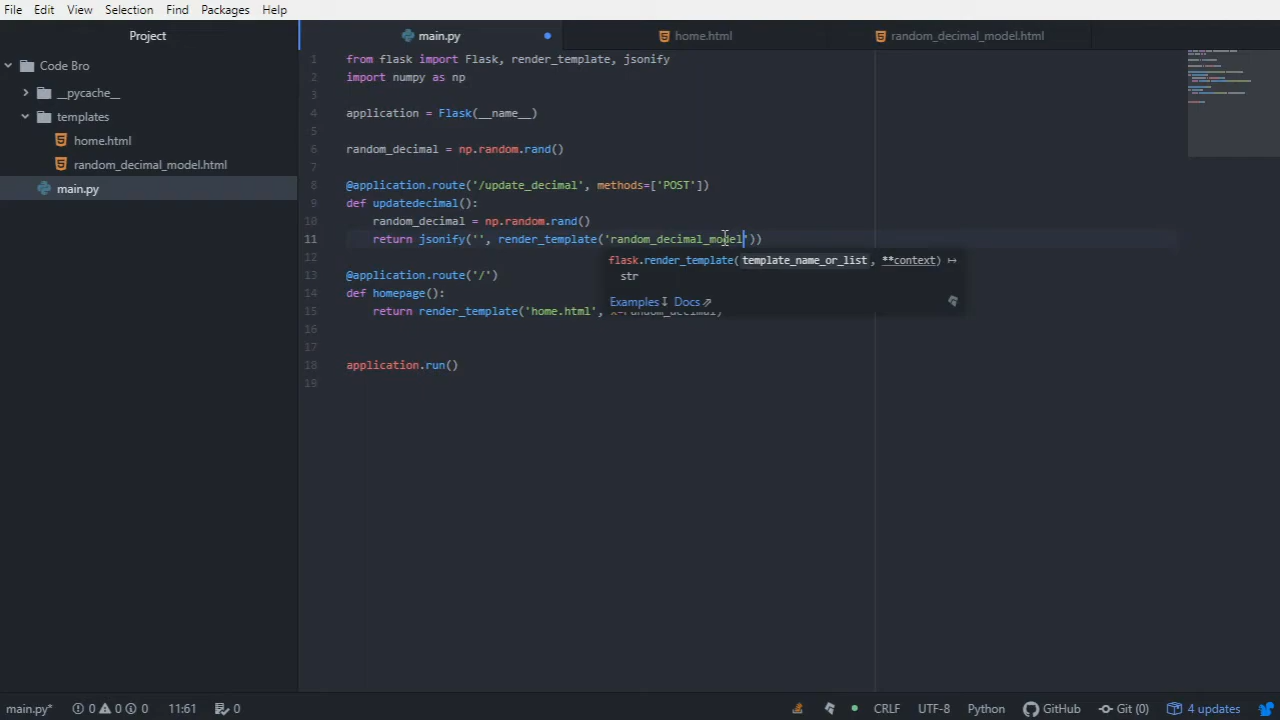 File Edit View Selection Find Packages Help
Project
main.py
home.html
random_decimal_model.html
Code Bro
__pycache__
templates
home.html
random_decimal_model.html
main.py
1 from flask import Flask, render_template, jsonify
2 import numpy as np
3
4 application = Flask(__name__)
5
6 random_decimal = np.random.rand()
7
8 @application.route('/update_decimal', methods=['POST'])
9 def updatedecimal():
10 random_decimal = np.random.rand()
11 return jsonify('', render_template('random_decimal_model'))
flask.render_template(template_name_or_list, **context) ↦
str
Examples Docs
12
13 @application.route('/')
14 def homepage():
15 return render_template('home.html', x=random_decimal)
16
17
18 application.run()
19
main.py* 0 0 0 11:61 0 CRLF UTF-8 Python GitHub Git (0) 4 updates